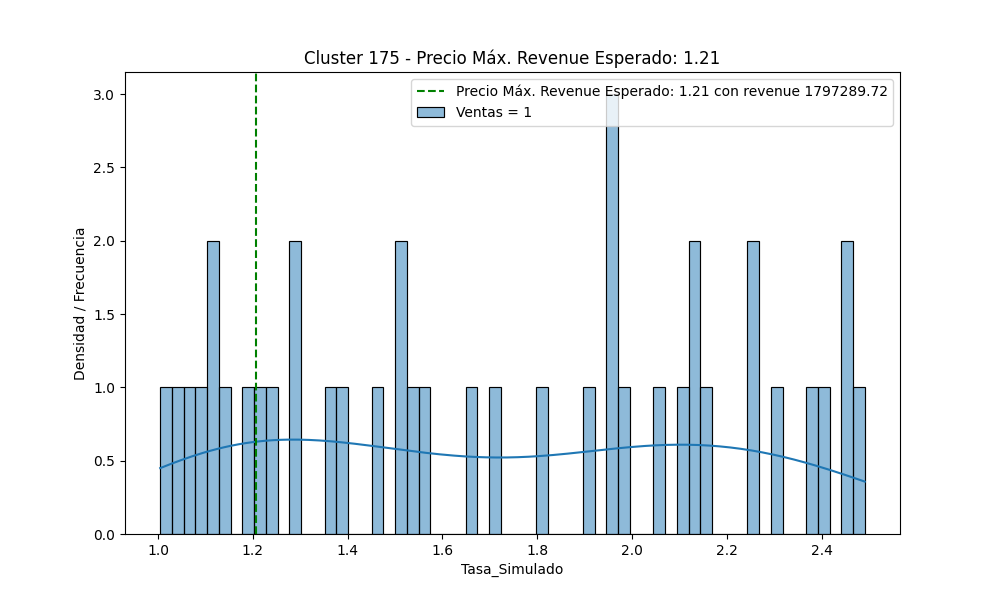 Cluster 175 - Precio Máx. Revenue Esperado: 1.21
Precio Máx. Revenue Esperado: 1.21 con revenue 1797289.72
Ventas = 1
Densidad / Frecuencia
3.0
2.5
2.0
1.5
1.0
0.5
0.0
1.0 1.2 1.4 1.6 1.8 2.0 2.2 2.4
Tasa_Simulado